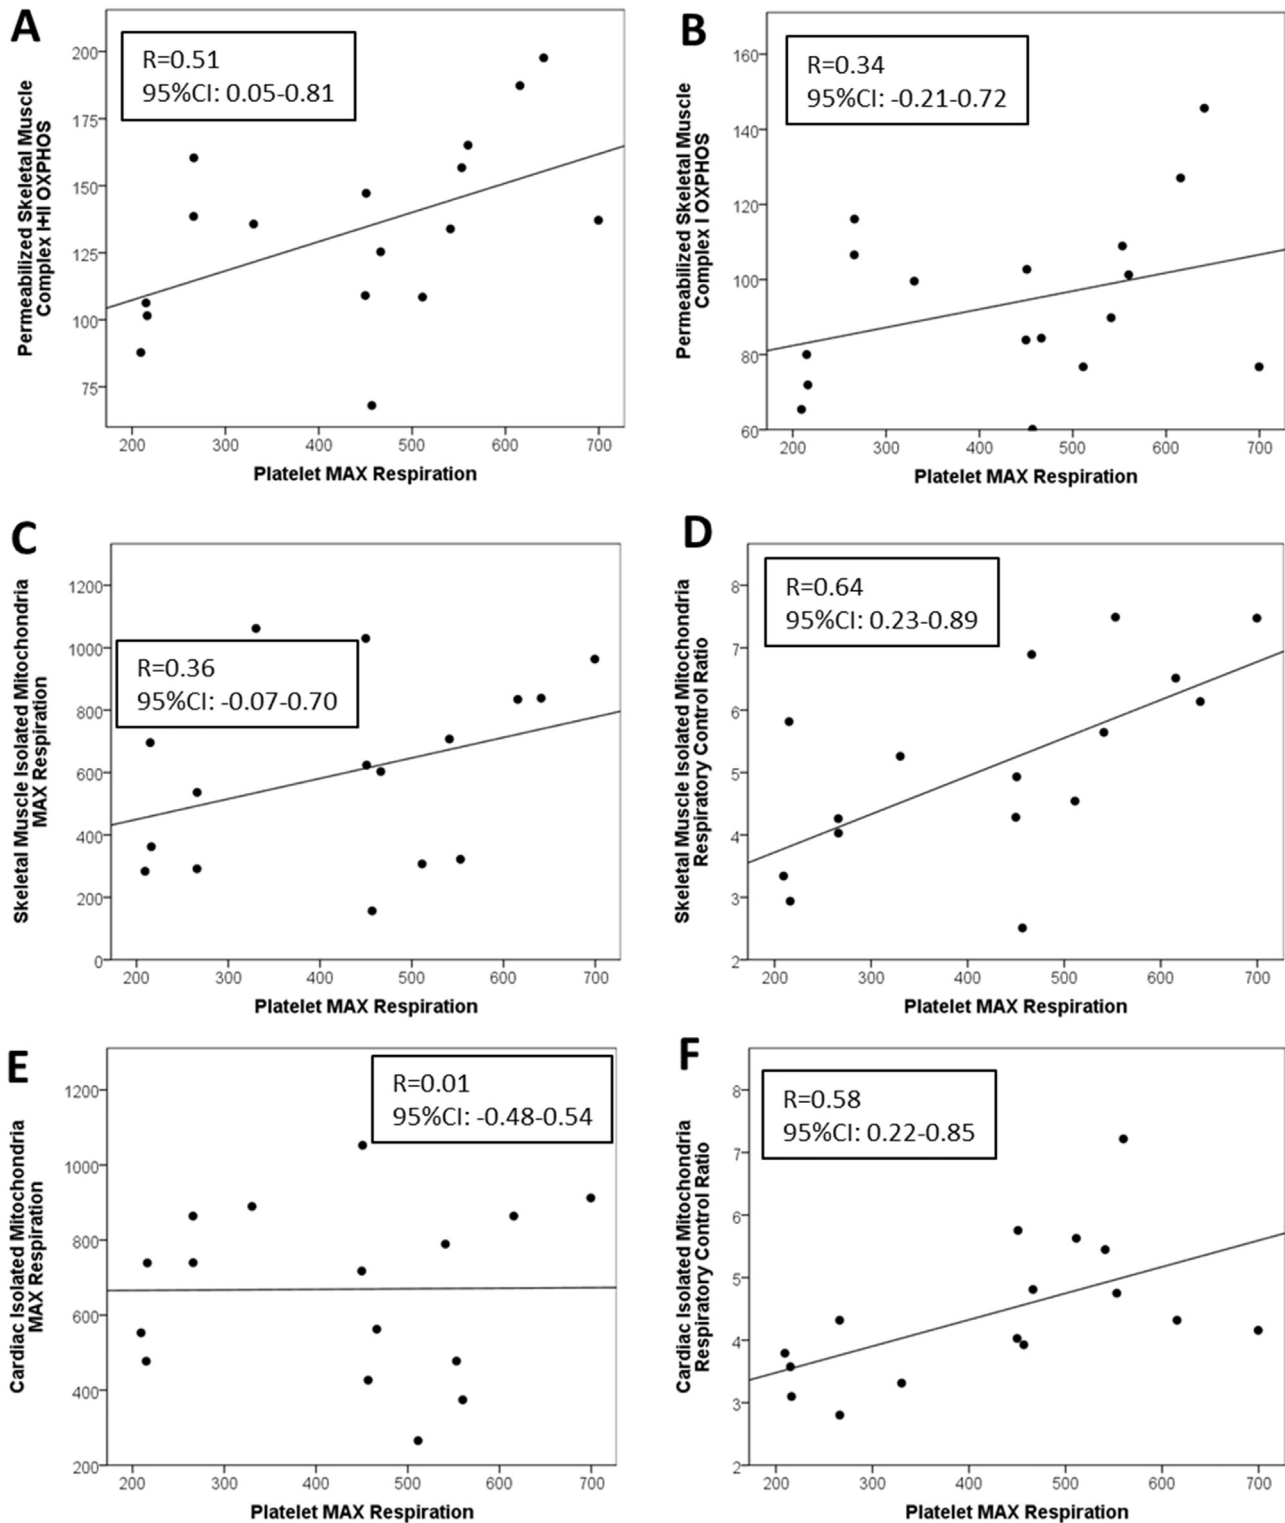 A
R=0.51
95%CI: 0.05-0.81
Permeabilized Skeletal Muscle
Complex I+II OXPHOS
200
175
150
125
100
75
200 300 400 500 600 700
Platelet MAX Respiration
B
R=0.34
95%CI: -0.21-0.72
Permeabilized Skeletal Muscle
Complex I OXPHOS
160
140
120
100
80
60
200 300 400 500 600 700
Platelet MAX Respiration
C
R=0.36
95%CI: -0.07-0.70
Skeletal Muscle Isolated Mitochondria
MAX Respiration
1200
1000
800
600
400
200
0
200 300 400 500 600 700
Platelet MAX Respiration
D
R=0.64
95%CI: 0.23-0.89
Skeletal Muscle Isolated Mitochondria
Respiratory Control Ratio
8
7
6
5
4
3
2
200 300 400 500 600 700
Platelet MAX Respiration
E
R=0.01
95%CI: -0.48-0.54
Cardiac Isolated Mitochondria
MAX Respiration
1200
1000
800
600
400
200
200 300 400 500 600 700
Platelet MAX Respiration
F
R=0.58
95%CI: 0.22-0.85
Cardiac Isolated Mitochondria
Respiratory Control Ratio
8
7
6
5
4
3
2
200 300 400 500 600 700
Platelet MAX Respiration